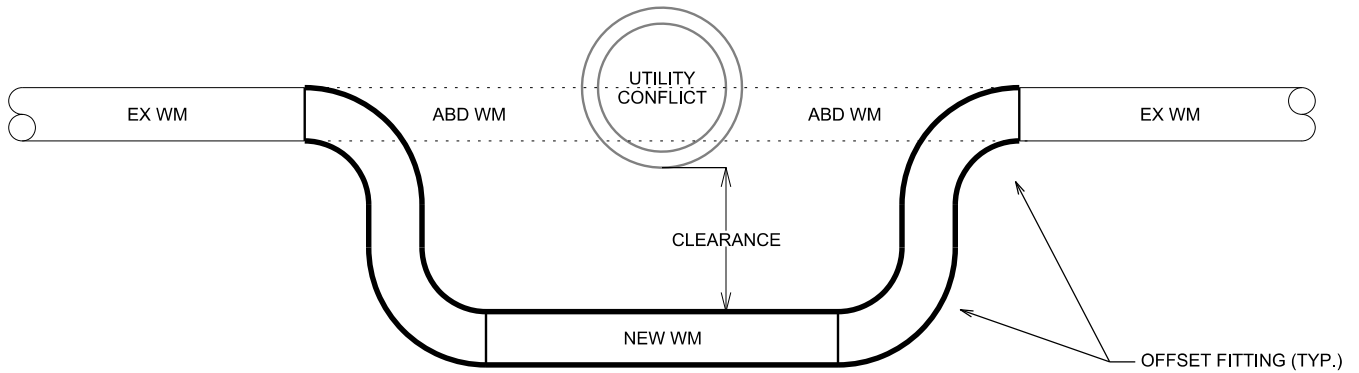 UTILITY
CONFLICT
EX WM
ABD WM
ABD WM
EX WM
CLEARANCE
NEW WM
OFFSET FITTING (TYP.)